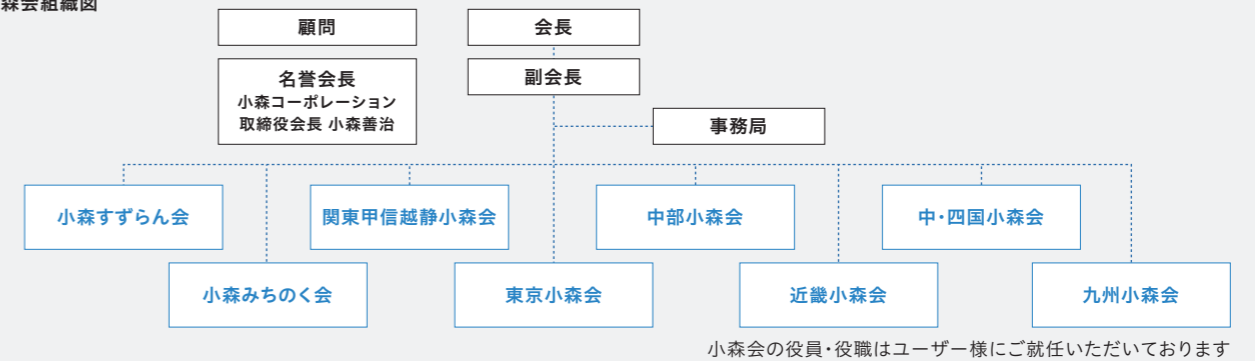 森会組織図
顧問
会長
名誉会長
小森コーポレーション
取締役会長 小森善治
副会長
事務局
小森すずらん会
関東甲信越静小森会
中部小森会
中・四国小森会
小森みちのく会
東京小森会
近畿小森会
九州小森会
小森会の役員・役職はユーザー様にご就任いただいております